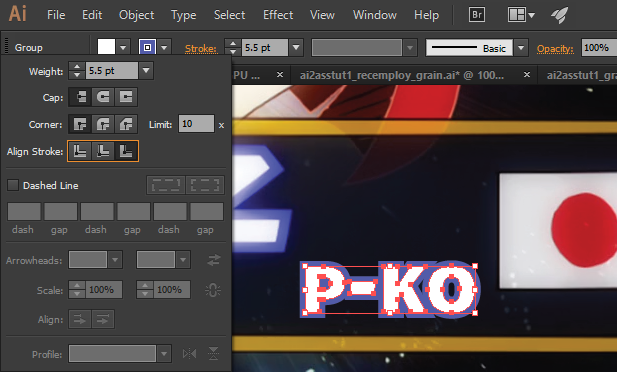 Ai File Edit Object Type Select Effect View Window Help Br
Group Stroke: 5.5 pt Basic Opacity: 100%
Weight: 5.5 pt
PU ... × ai2asstut1_recemploy_grain.ai* @ 100... × ai2asstut1_gra
Cap:
Corner: Limit: 10 x
Align Stroke:
Dashed Line
dash gap dash gap dash gap
2
Arrowheads:
Scale: 100% 100%
P-KO
Align:
Profile: